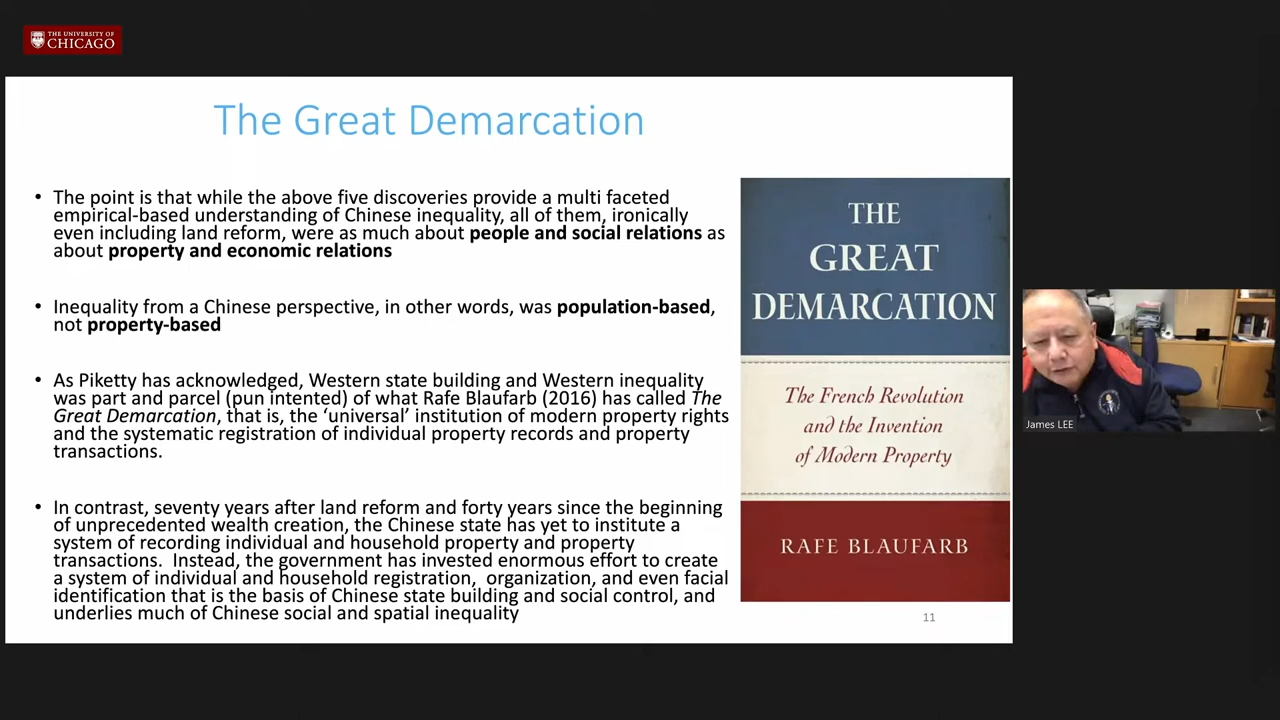 THE UNIVERSITY OF
CHICAGO
The Great Demarcation
• The point is that while the above five discoveries provide a multi faceted
empirical-based understanding of Chinese inequality, all of them, ironically
even including land reform, were as much about people and social relations as
about property and economic relations
• Inequality from a Chinese perspective, in other words, was population-based,
not property-based
• As Piketty has acknowledged, Western state building and Western inequality
was part and parcel (pun intented) of what Rafe Blaufarb (2016) has called The
Great Demarcation, that is, the ‘universal’ institution of modern property rights
and the systematic registration of individual property records and property
transactions.
• In contrast, seventy years after land reform and forty years since the beginning
of unprecedented wealth creation, the Chinese state has yet to institute a
system of recording individual and household property and property
transactions. Instead, the government has invested enormous effort to create
a system of individual and household registration, organization, and even facial
identification that is the basis of Chinese state building and social control, and
underlies much of Chinese social and spatial inequality
THE
GREAT
DEMARCATION
The French Revolution
and the Invention
of Modern Property
RAFE BLAUFARB
11
James LEE